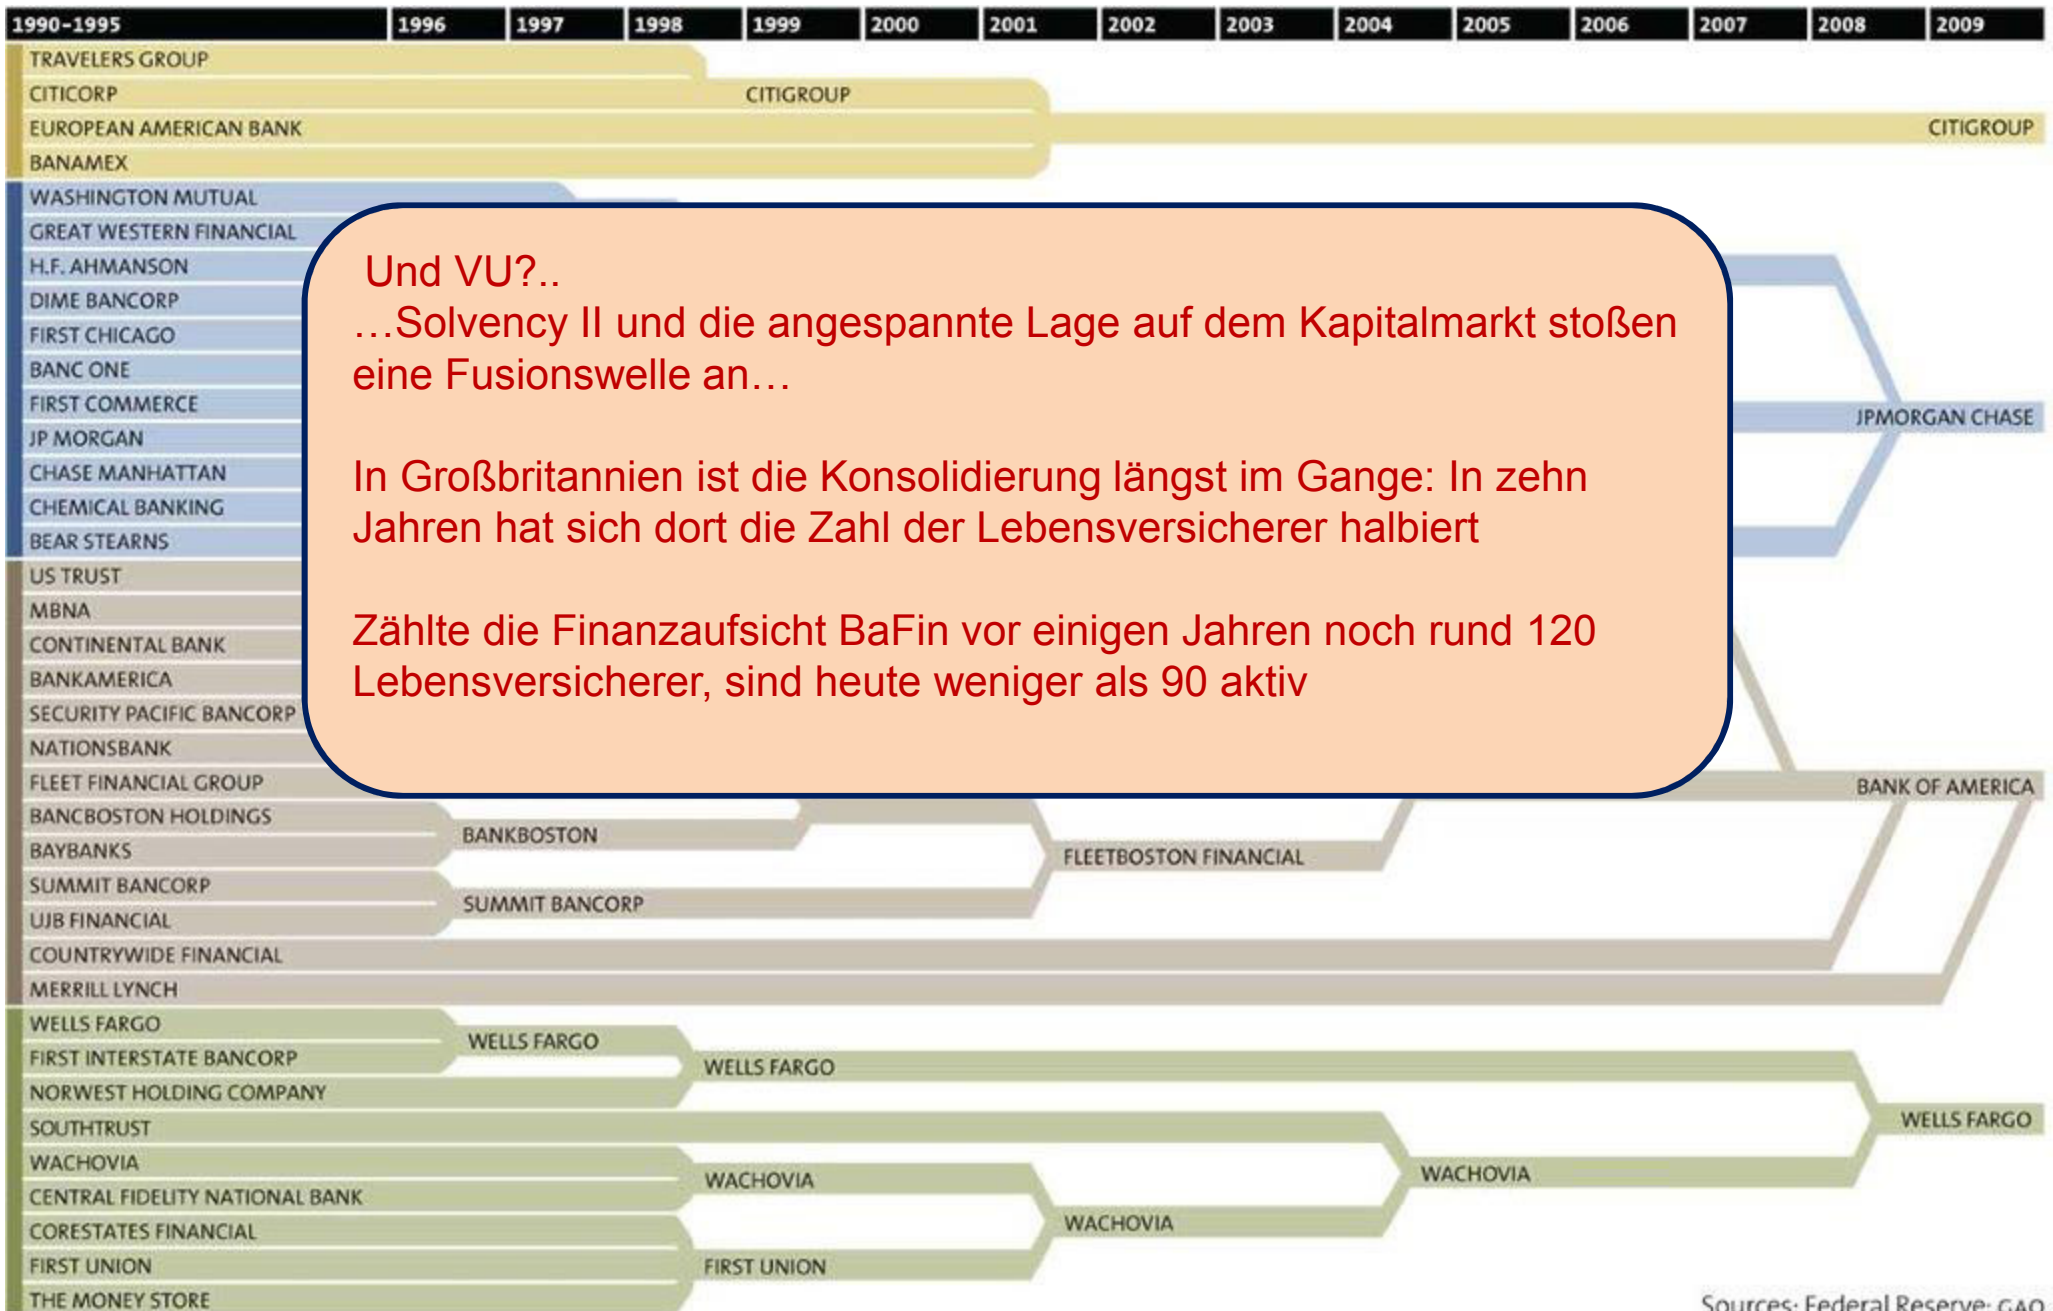 1990-1995 1996 1997 1998 1999 2000 2001 2002 2003 2004 2005 2006 2007 2008 2009
TRAVELERS GROUP
CITICORP CITIGROUP
EUROPEAN AMERICAN BANK CITIGROUP
BANAMEX
WASHINGTON MUTUAL
GREAT WESTERN FINANCIAL
H.F. AHMANSON
DIME BANCORP
FIRST CHICAGO
BANC ONE
FIRST COMMERCE
JP MORGAN
CHASE MANHATTAN
CHEMICAL BANKING
BEAR STEARNS
JPMORGAN CHASE
Und VU?..
…Solvency II und die angespannte Lage auf dem Kapitalmarkt stoßen
eine Fusionswelle an…
In Großbritannien ist die Konsolidierung längst im Gange: In zehn
Jahren hat sich dort die Zahl der Lebensversicherer halbiert
Zählte die Finanzaufsicht BaFin vor einigen Jahren noch rund 120
Lebensversicherer, sind heute weniger als 90 aktiv
US TRUST
MBNA
CONTINENTAL BANK
BANKAMERICA
SECURITY PACIFIC BANCORP
NATIONSBANK
FLEET FINANCIAL GROUP BANK OF AMERICA
BANCBOSTON HOLDINGS
BANKBOSTON
BAYBANKS FLEETBOSTON FINANCIAL
SUMMIT BANCORP
SUMMIT BANCORP
UJB FINANCIAL
COUNTRYWIDE FINANCIAL
MERRILL LYNCH
WELLS FARGO
WELLS FARGO
FIRST INTERSTATE BANCORP
WELLS FARGO
NORWEST HOLDING COMPANY
SOUTHTRUST WELLS FARGO
WACHOVIA
WACHOVIA WACHOVIA
CENTRAL FIDELITY NATIONAL BANK
CORESTATES FINANCIAL WACHOVIA
FIRST UNION FIRST UNION
THE MONEY STORE
Sources: Federal Reserve; GAO